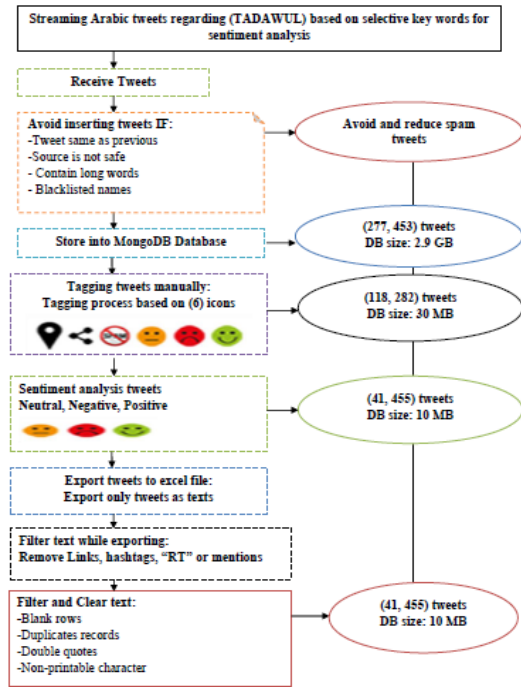 Streaming Arabic tweets regarding (TADAWUL) based on selective key words for
sentiment analysis
Receive Tweets
Avoid inserting tweets IF:
-Tweet same as previous
-Source is not safe
- Contain long words
- Blacklisted names
Avoid and reduce spam
tweets
Store into MongoDB Database
(277, 453) tweets
DB size: 2.9 GB
Tagging tweets manually:
Tagging process based on (6) icons
(118, 282) tweets
DB size: 30 MB
Sentiment analysis tweets
Neutral, Negative, Positive
(41, 455) tweets
DB size: 10 MB
Export tweets to excel file:
Export only tweets as texts
Filter text while exporting:
Remove Links, hashtags, “RT” or mentions
Filter and Clear text:
-Blank rows
-Duplicates records
-Double quotes
-Non-printable character
(41, 455) tweets
DB size: 10 MB